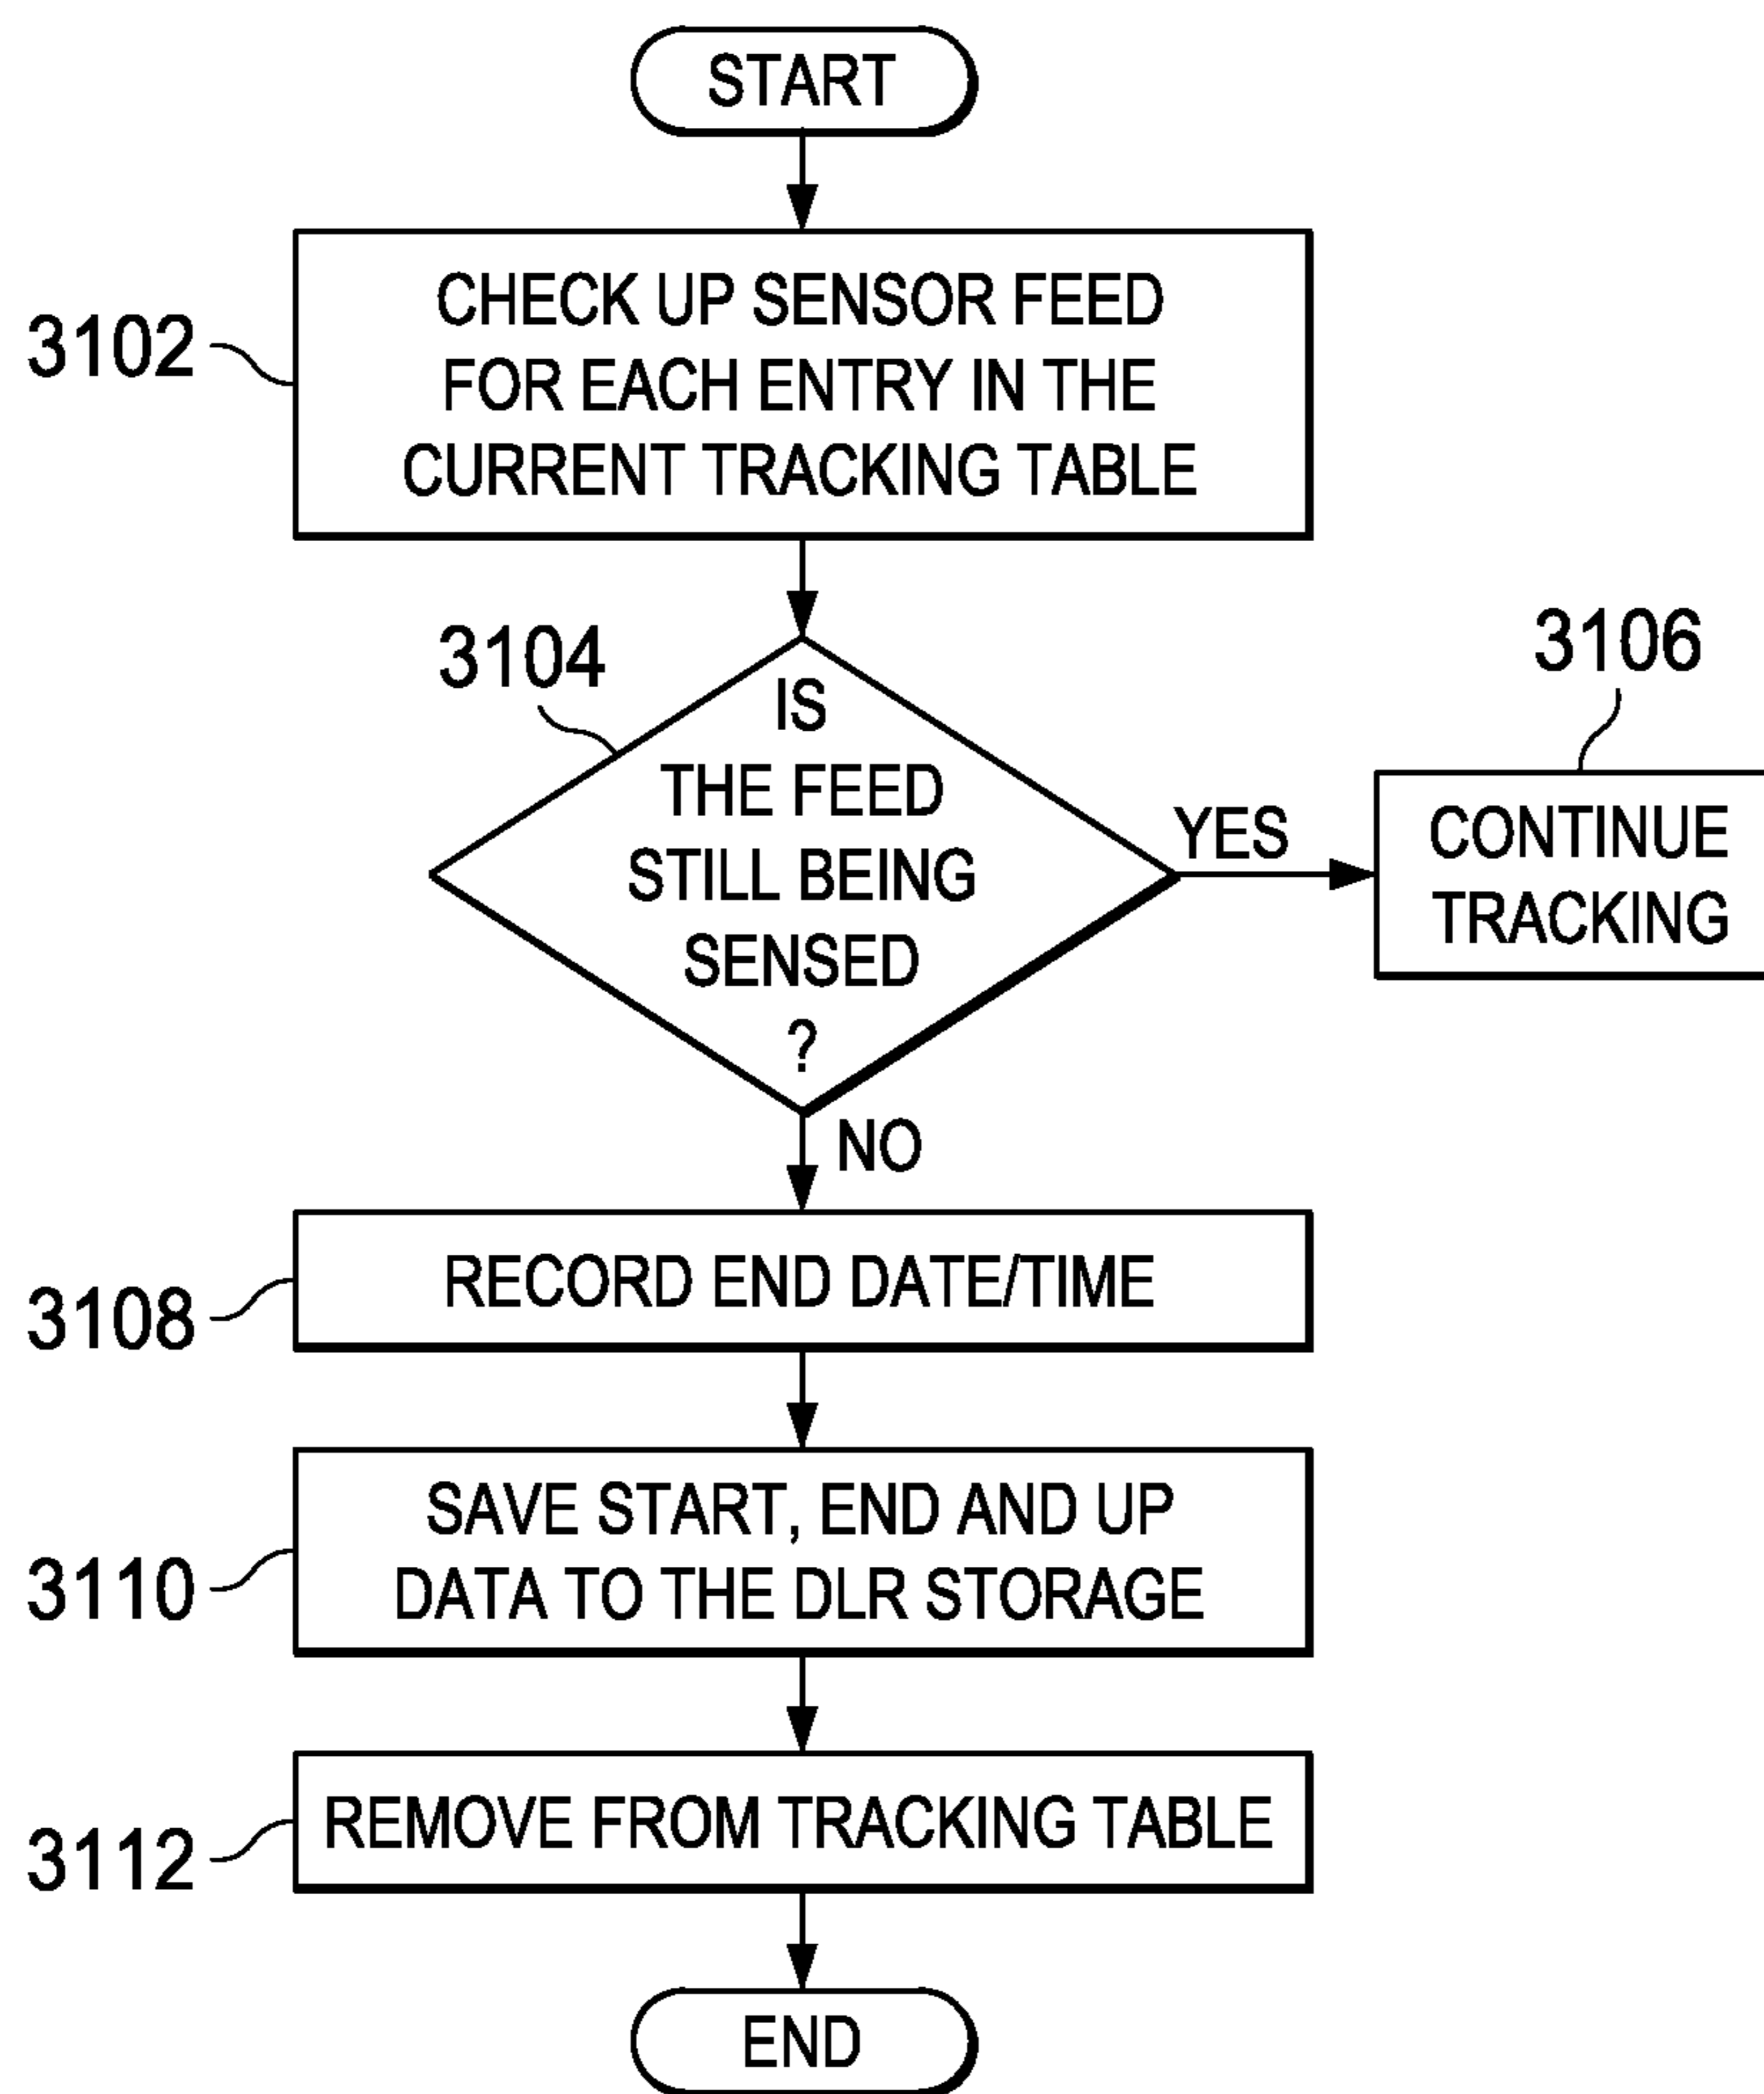 START
3102
CHECK UP SENSOR FEED
FOR EACH ENTRY IN THE
CURRENT TRACKING TABLE
3104
IS
THE FEED
STILL BEING
SENSED
?
YES
3106
CONTINUE
TRACKING
NO
3108
RECORD END DATE/TIME
3110
SAVE START, END AND UP
DATA TO THE DLR STORAGE
3112
REMOVE FROM TRACKING TABLE
END